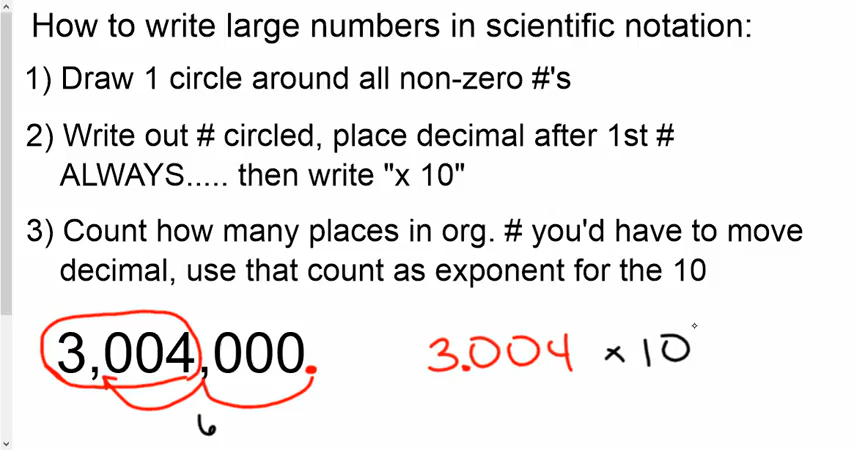 How to write large numbers in scientific notation:
1) Draw 1 circle around all non-zero #'s
2) Write out # circled, place decimal after 1st #
ALWAYS..... then write "x 10"
3) Count how many places in org. # you'd have to move
decimal, use that count as exponent for the 10
3,004,000. 3.004 x 10
6